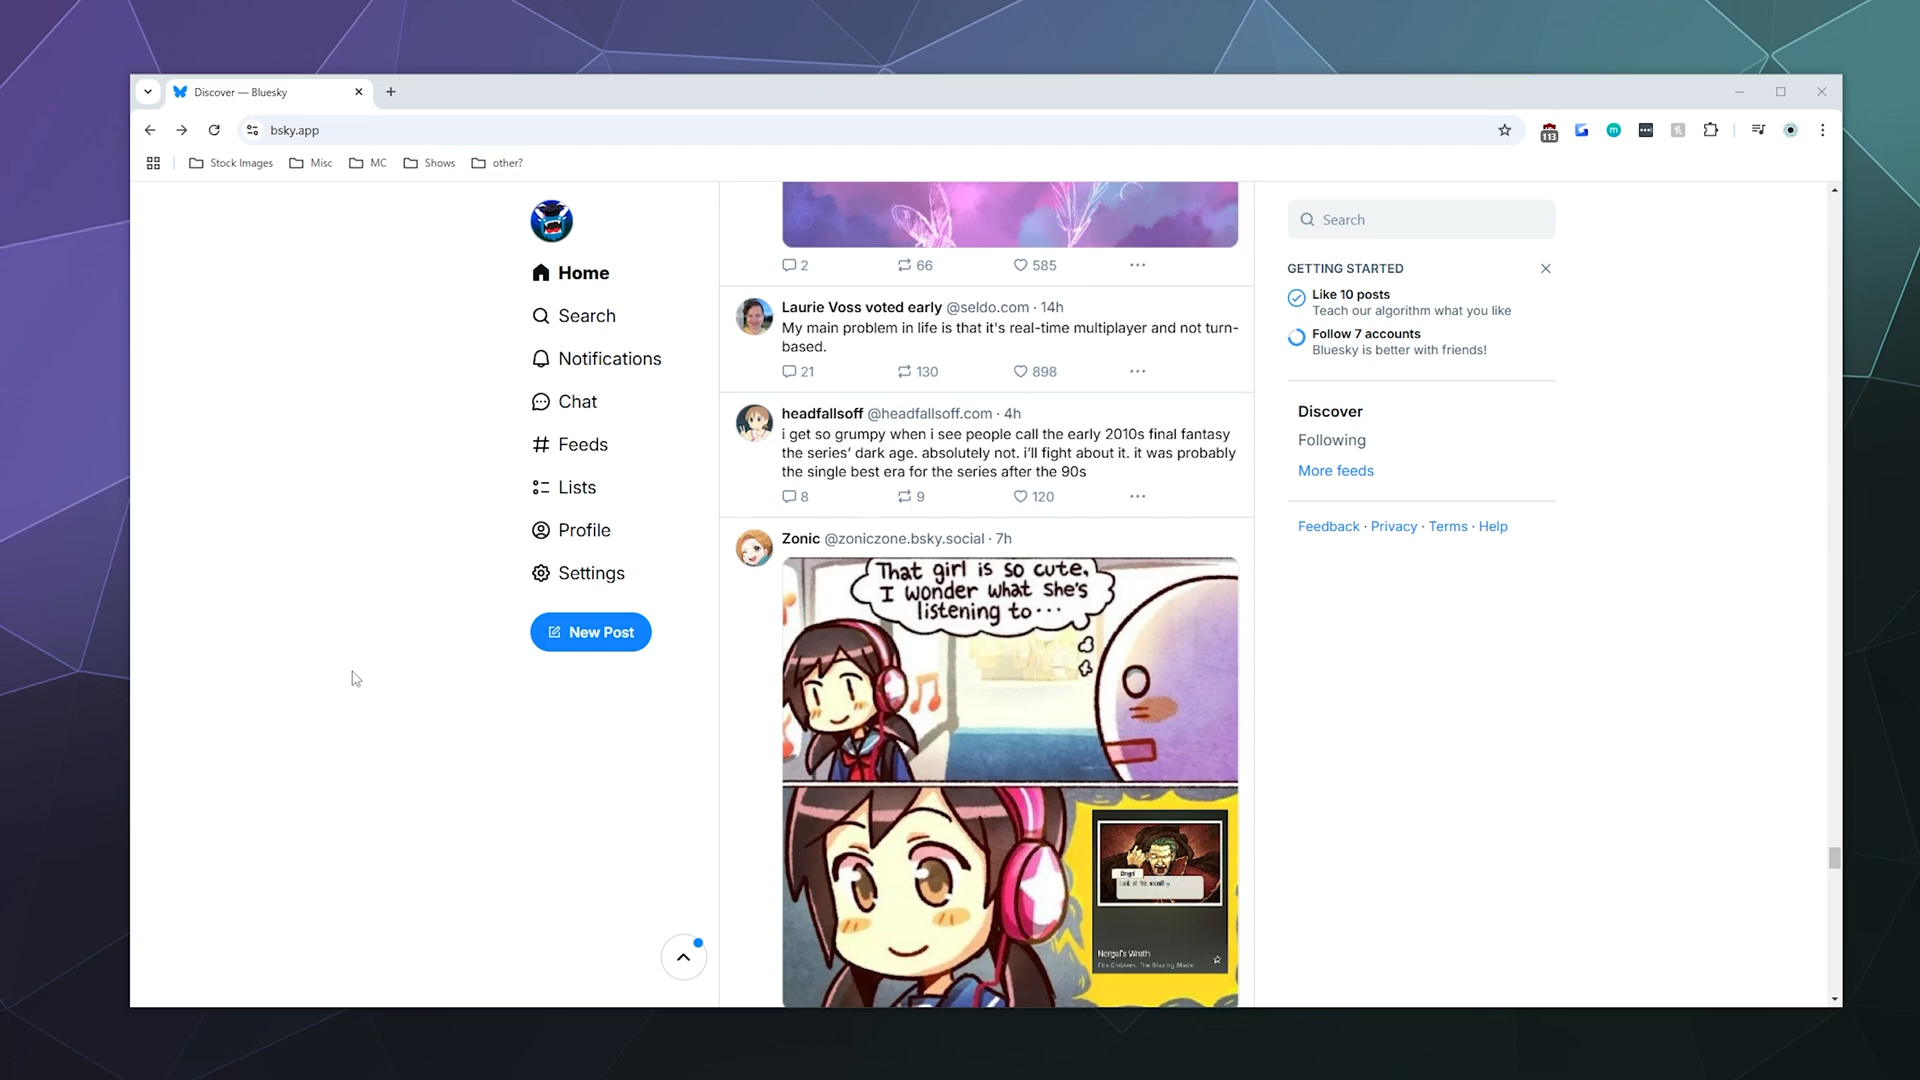 Discover — Bluesky
bsky.app
113
Stock Images
Misc
MC
Shows
other?
Home
Search
Notifications
Chat
Feeds
Lists
Profile
Settings
New Post
2
66
585
Laurie Voss voted early @seldo.com · 14h
My main problem in life is that it's real-time multiplayer and not turn-
based.
21
130
898
headfallsoff @headfallsoff.com · 4h
i get so grumpy when i see people call the early 2010s final fantasy
the series' dark age. absolutely not. i'll fight about it. it was probably
the single best era for the series after the 90s
8
9
120
Zonic @zoniczone.bsky.social · 7h
That girl is so cute,
I wonder what she's
listening to...
Nergal's Wrath
Fire Emblem: The Blazing Blade
Search
GETTING STARTED
Like 10 posts
Teach our algorithm what you like
Follow 7 accounts
Bluesky is better with friends!
Discover
Following
More feeds
Feedback · Privacy · Terms · Help